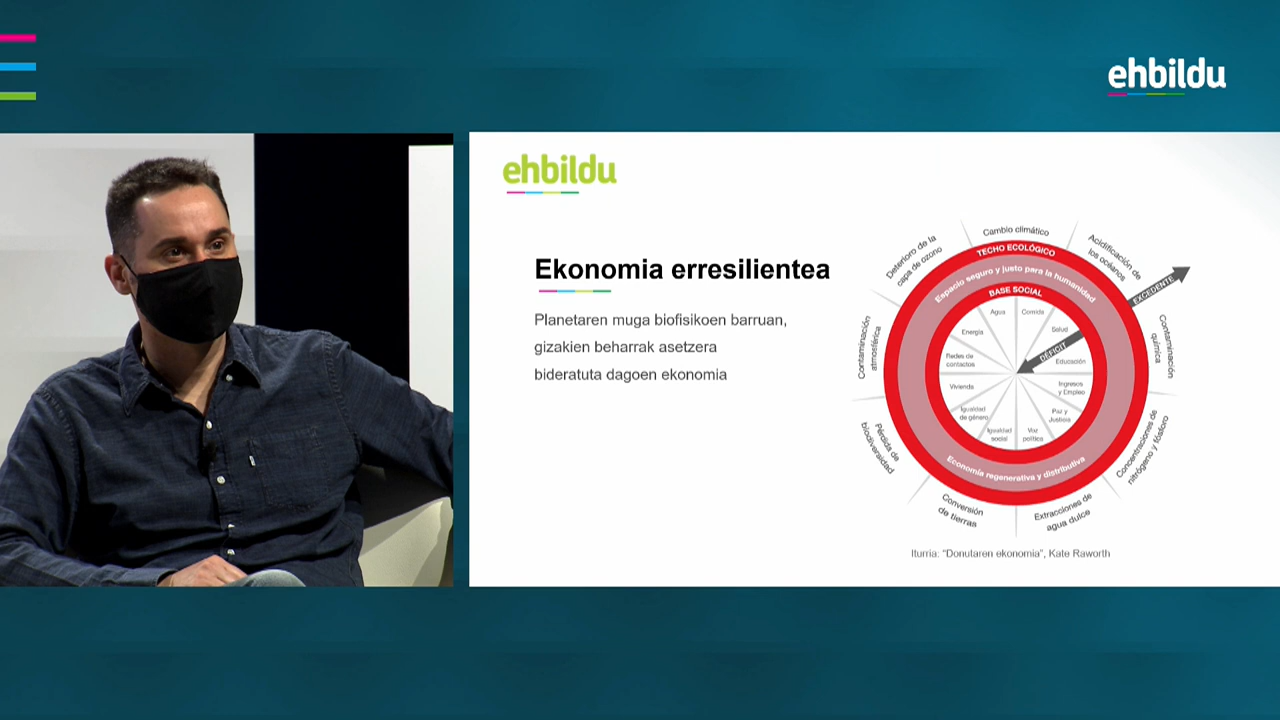 ehbildu
ehbildu
Ekonomia erresilientea
Planetaren muga biofisikoen barruan,
gizakien beharrak asetzera
bideratuta dagoen ekonomia
Cambio climático
Acidificación de
los océanos
Contaminación
química
Concentraciones de
nitrógeno y fósforo
Extracciones de
agua dulce
Conversión
de tierras
Pérdida de
biodiversidad
Contaminación
atmosférica
Deterioro de la
capa de ozono
TECHO ECOLÓGICO
Espacio seguro y justo para la humanidad
BASE SOCIAL
EXCEDENTE
DÉFICIT
Agua
Comida
Salud
Educación
Ingresos
y Empleo
Paz y
Justicia
Voz
política
Igualdad
social
Igualdad
de género
Vivienda
Redes de
contactos
Energía
Economía regenerativa y distributiva
Iturria: “Donutaren ekonomia”, Kate Raworth